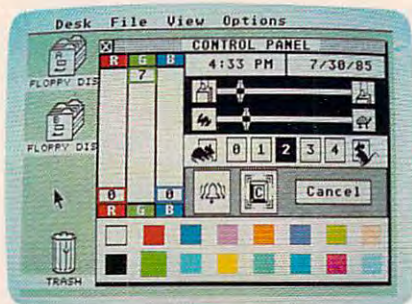 Desk File View Options
CONTROL PANEL
R G B
7
4:33 PM 7/30/85
A
FLOPPY DIS
B
FLOPPY DIS
0 1 2 3 4
0 0
R G B
C
Cancel
TRASH